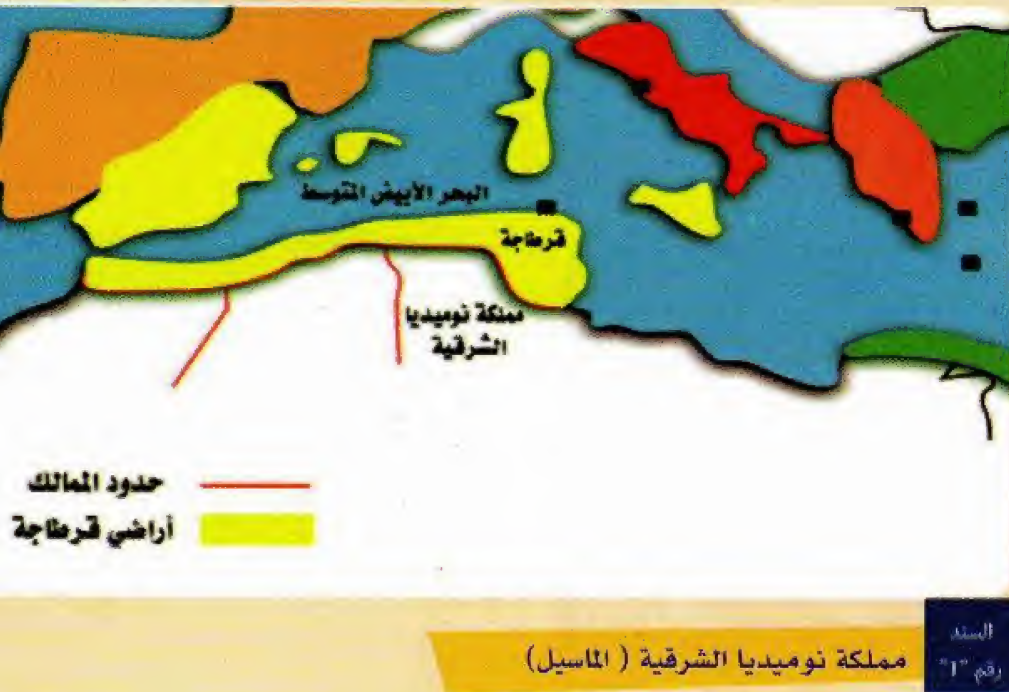 البحر الأبيض المتوسط
قرطاجة
مملكة نوميديا
الشرقية
حدود الممالك
أراضي قرطاجة
السند
رقم "1"
مملكة نوميديا الشرقية ( الماسيل)